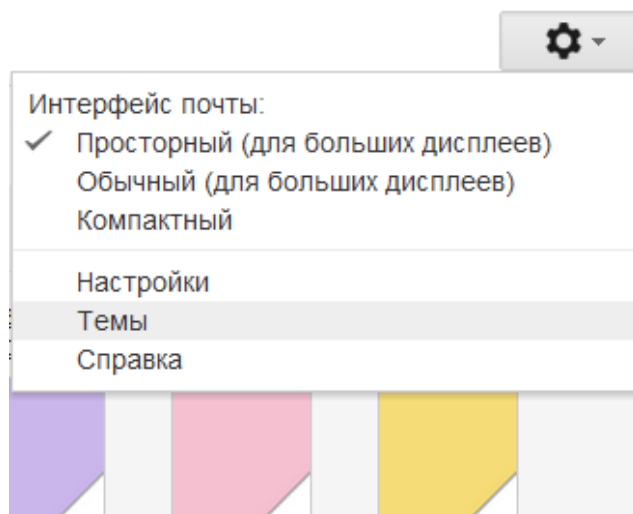 Интерфейс почты:
Просторный (для больших дисплеев)
Обычный (для больших дисплеев)
Компактный
Настройки
Темы
Справка